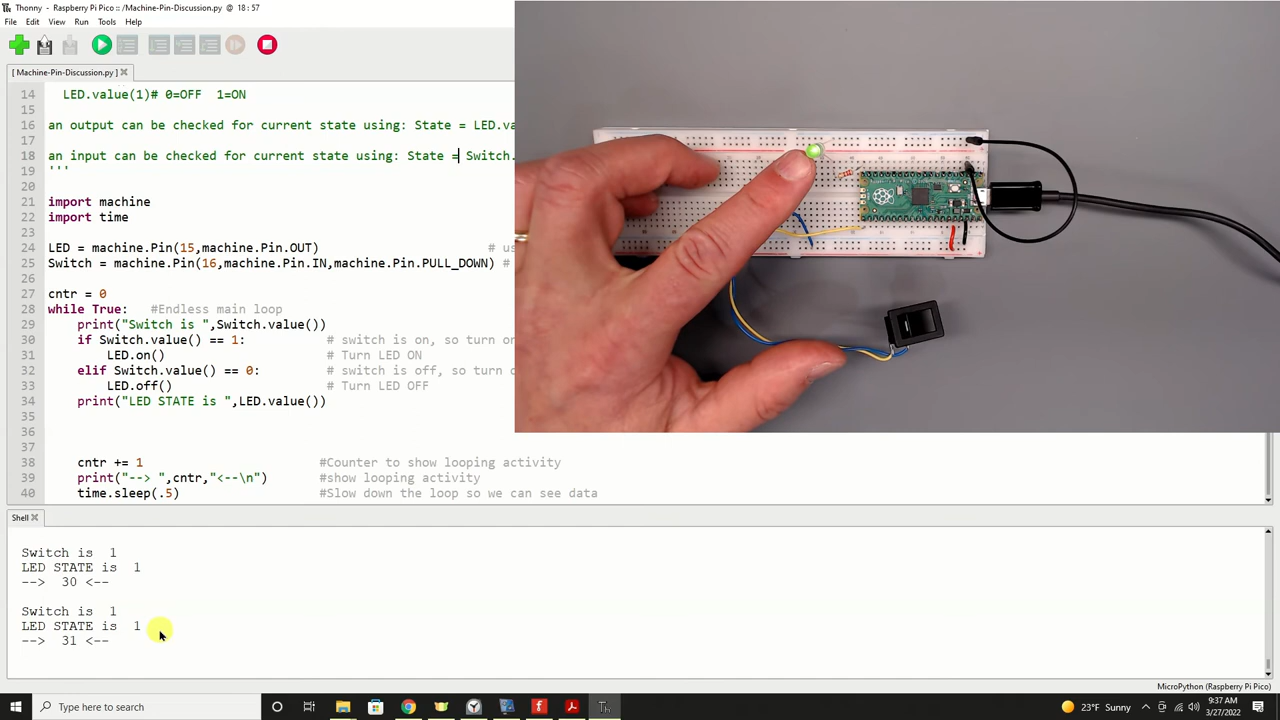 Thonny - Raspberry Pi Pico :: /Machine-Pin-Discussion.py @ 18 : 57
File Edit View Run Tools Help
[ Machine-Pin-Discussion.py ]
14 LED.value(1)# 0=OFF 1=ON
15
16 an output can be checked for current state using: State = LED.va
17
18 an input can be checked for current state using: State = Switch.
19 '''
20
21 import machine
22 import time
23
24 LED = machine.Pin(15,machine.Pin.OUT) # us
25 Switch = machine.Pin(16,machine.Pin.IN,machine.Pin.PULL_DOWN) #
26
27 cntr = 0
28 while True: #Endless main loop
29 print("Switch is ",Switch.value())
30 if Switch.value() == 1: # switch is on, so turn on
31 LED.on() # Turn LED ON
32 elif Switch.value() == 0: # switch is off, so turn o
33 LED.off() # Turn LED OFF
34 print("LED STATE is ",LED.value())
35
36
37
38 cntr += 1 #Counter to show looping activity
39 print("--> ",cntr,"<--\n") #show looping activity
40 time.sleep(.5) #Slow down the loop so we can see data
Shell
Switch is 1
LED STATE is 1
--> 30 <--
Switch is 1
LED STATE is 1
--> 31 <--
MicroPython (Raspberry Pi Pico)
Type here to search
Th
23°F Sunny
9:37 AM
3/27/2022